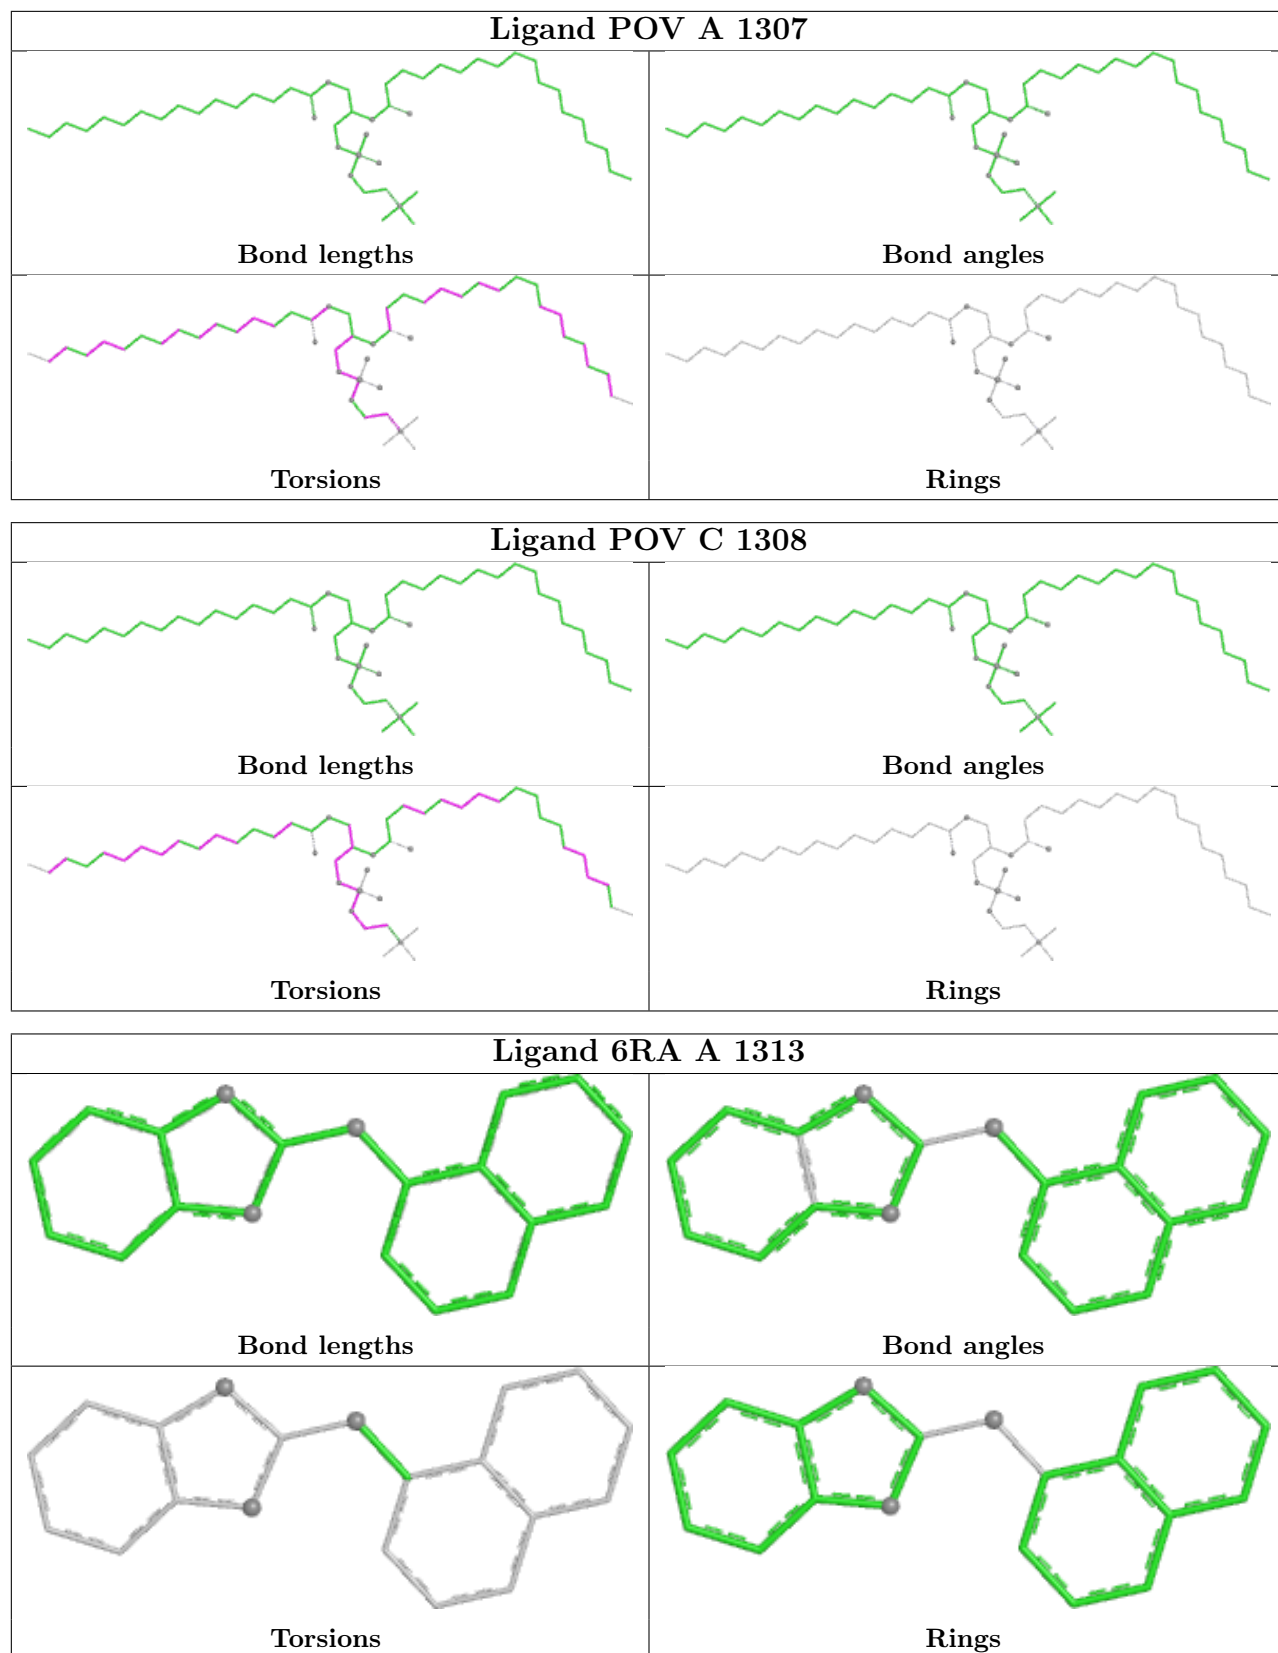 Ligand POV A 1307
Bond lengths
Bond angles
Torsions
Rings
Ligand POV C 1308
Bond lengths
Bond angles
Torsions
Rings
Ligand 6RA A 1313
Bond lengths
Bond angles
Torsions
Rings